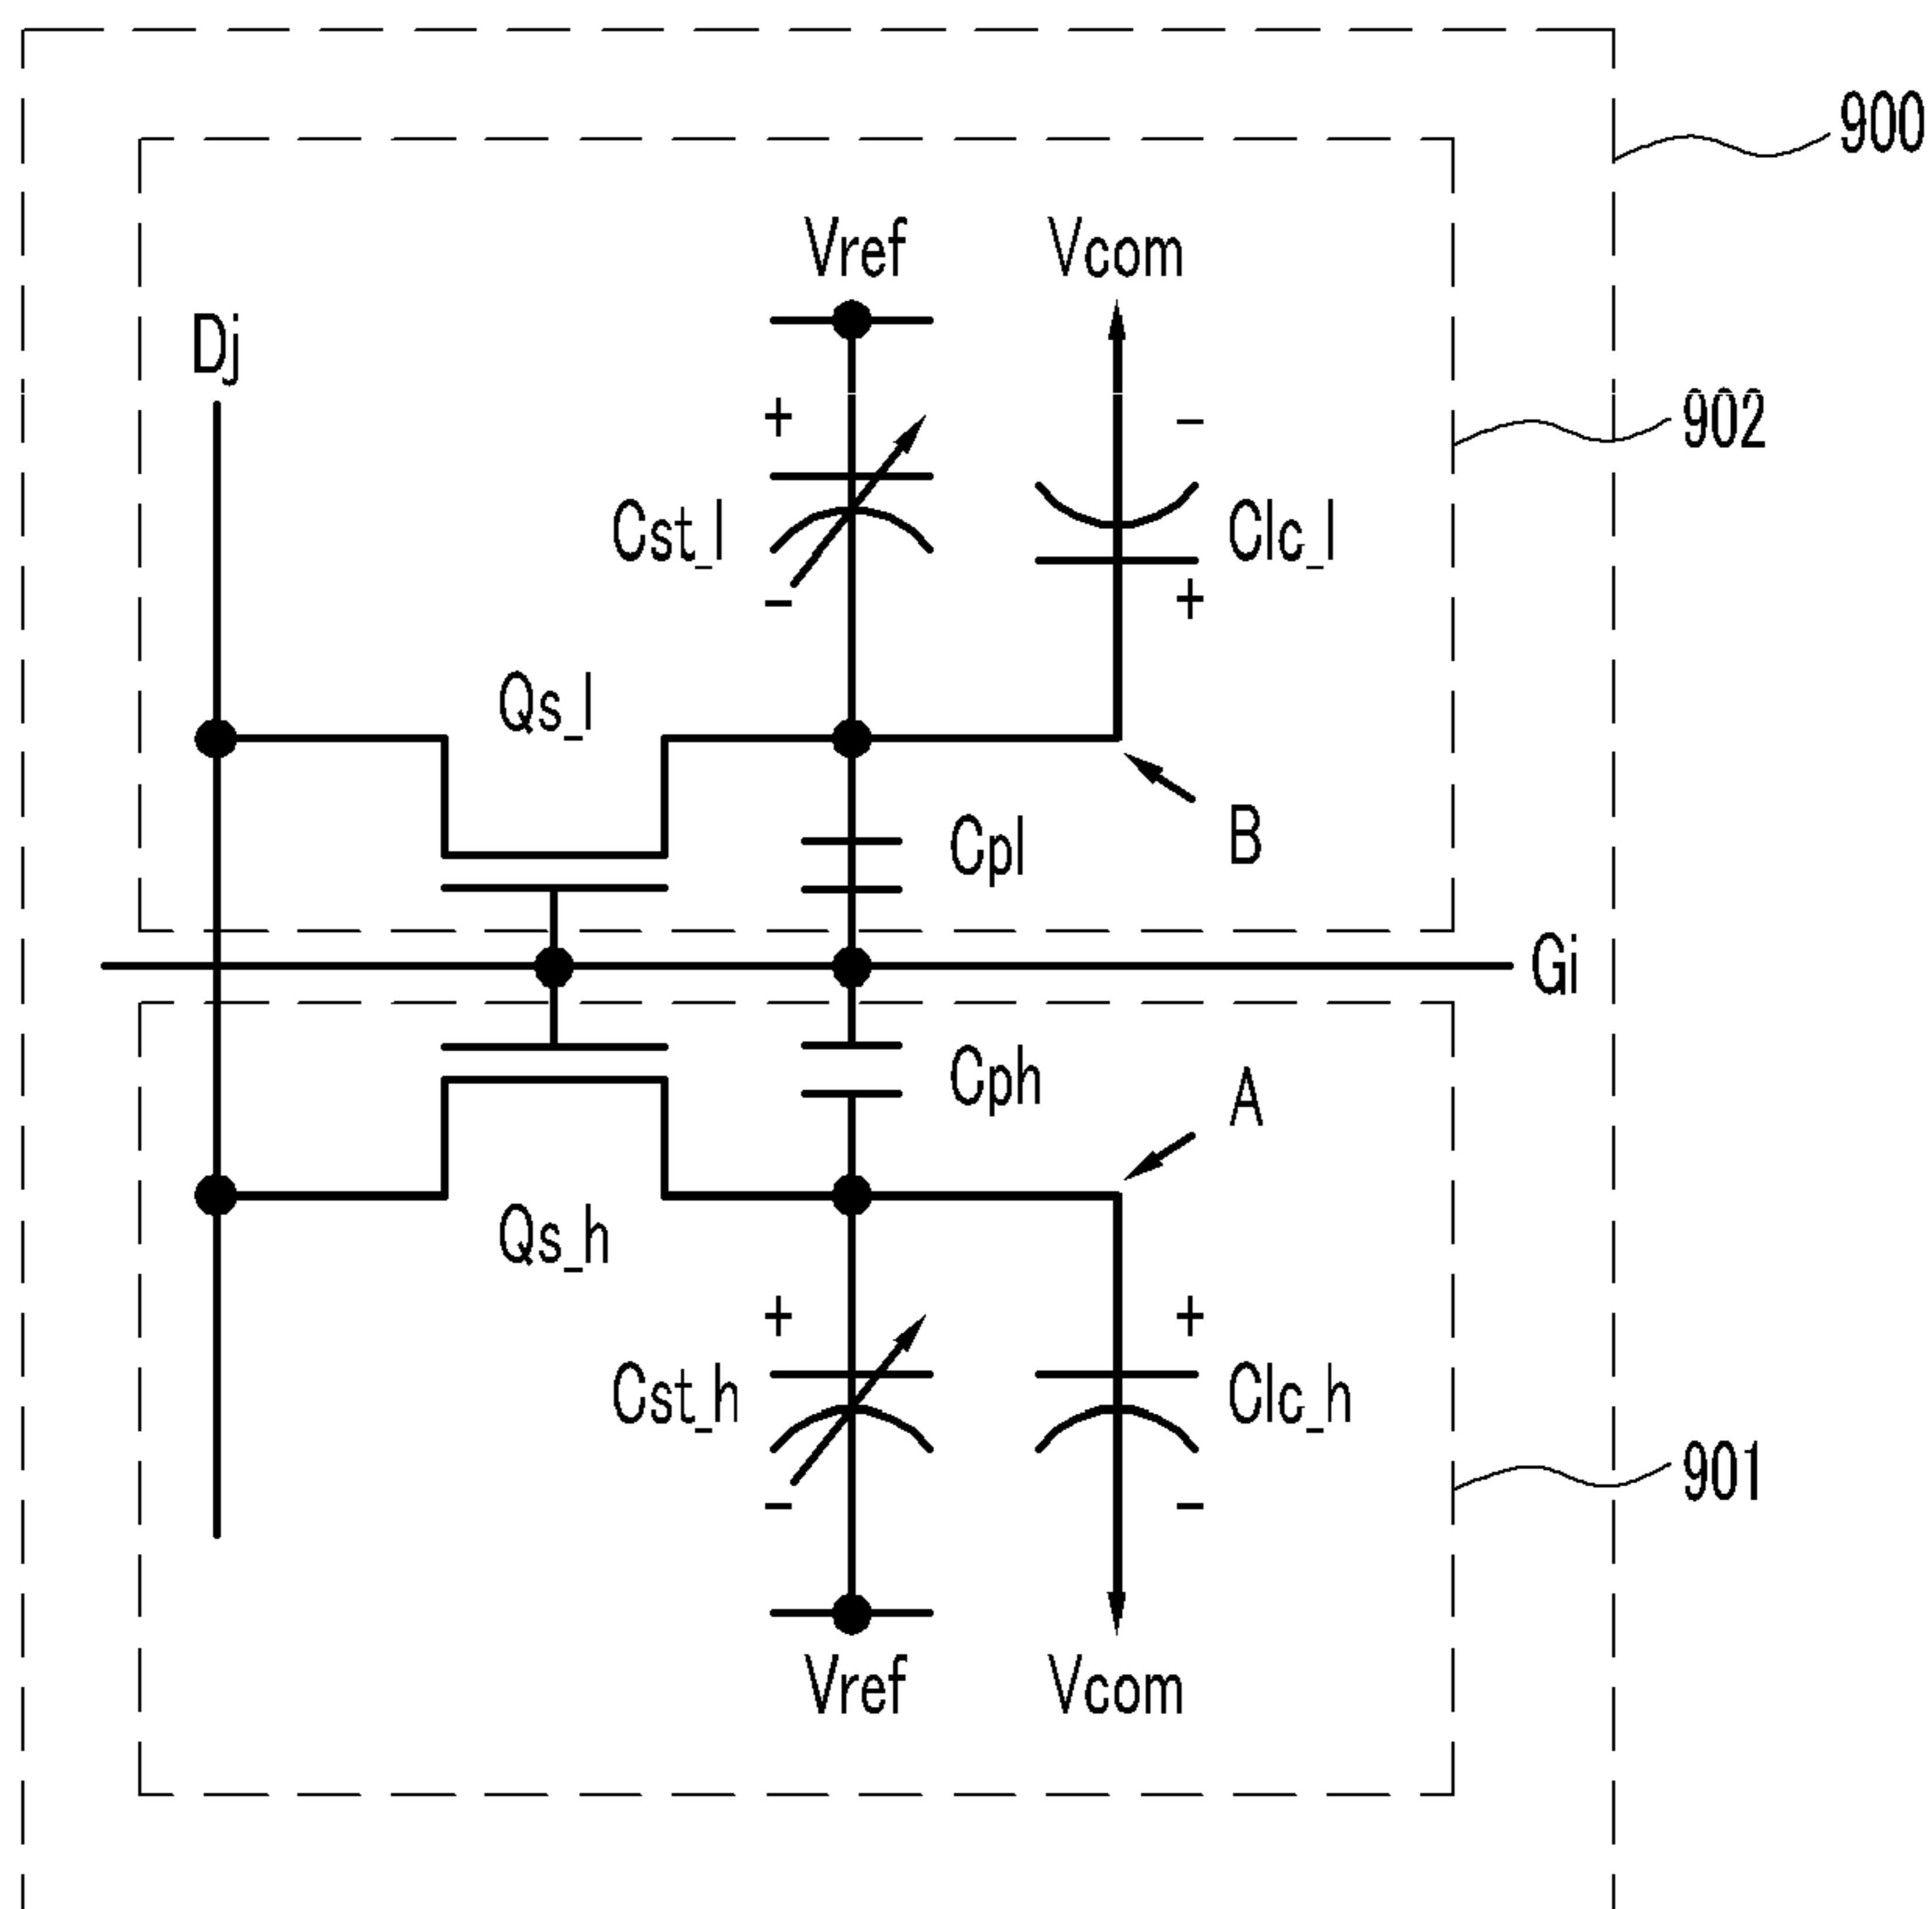 900
Vref Vcom
Dj
+ -
902
Cst_l Clc_l
- +
Qs_l
Cpl B
Gi
Cph A
Qs_h
+ +
Cst_h Clc_h
901
- -
Vref Vcom